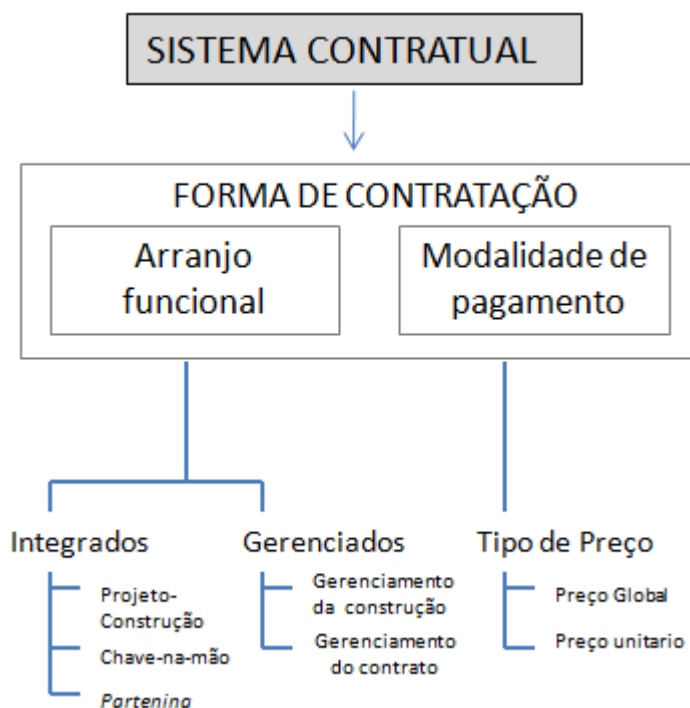 SISTEMA CONTRATUAL
FORMA DE CONTRATAÇÃO
Arranjo
funcional
Modalidade de
pagamento
Integrados
Projeto-
Construção
Chave-na-mão
Partening
Gerenciados
Gerenciamento
da construção
Gerenciamento
do contrato
Tipo de Preço
Preço Global
Preço unitario